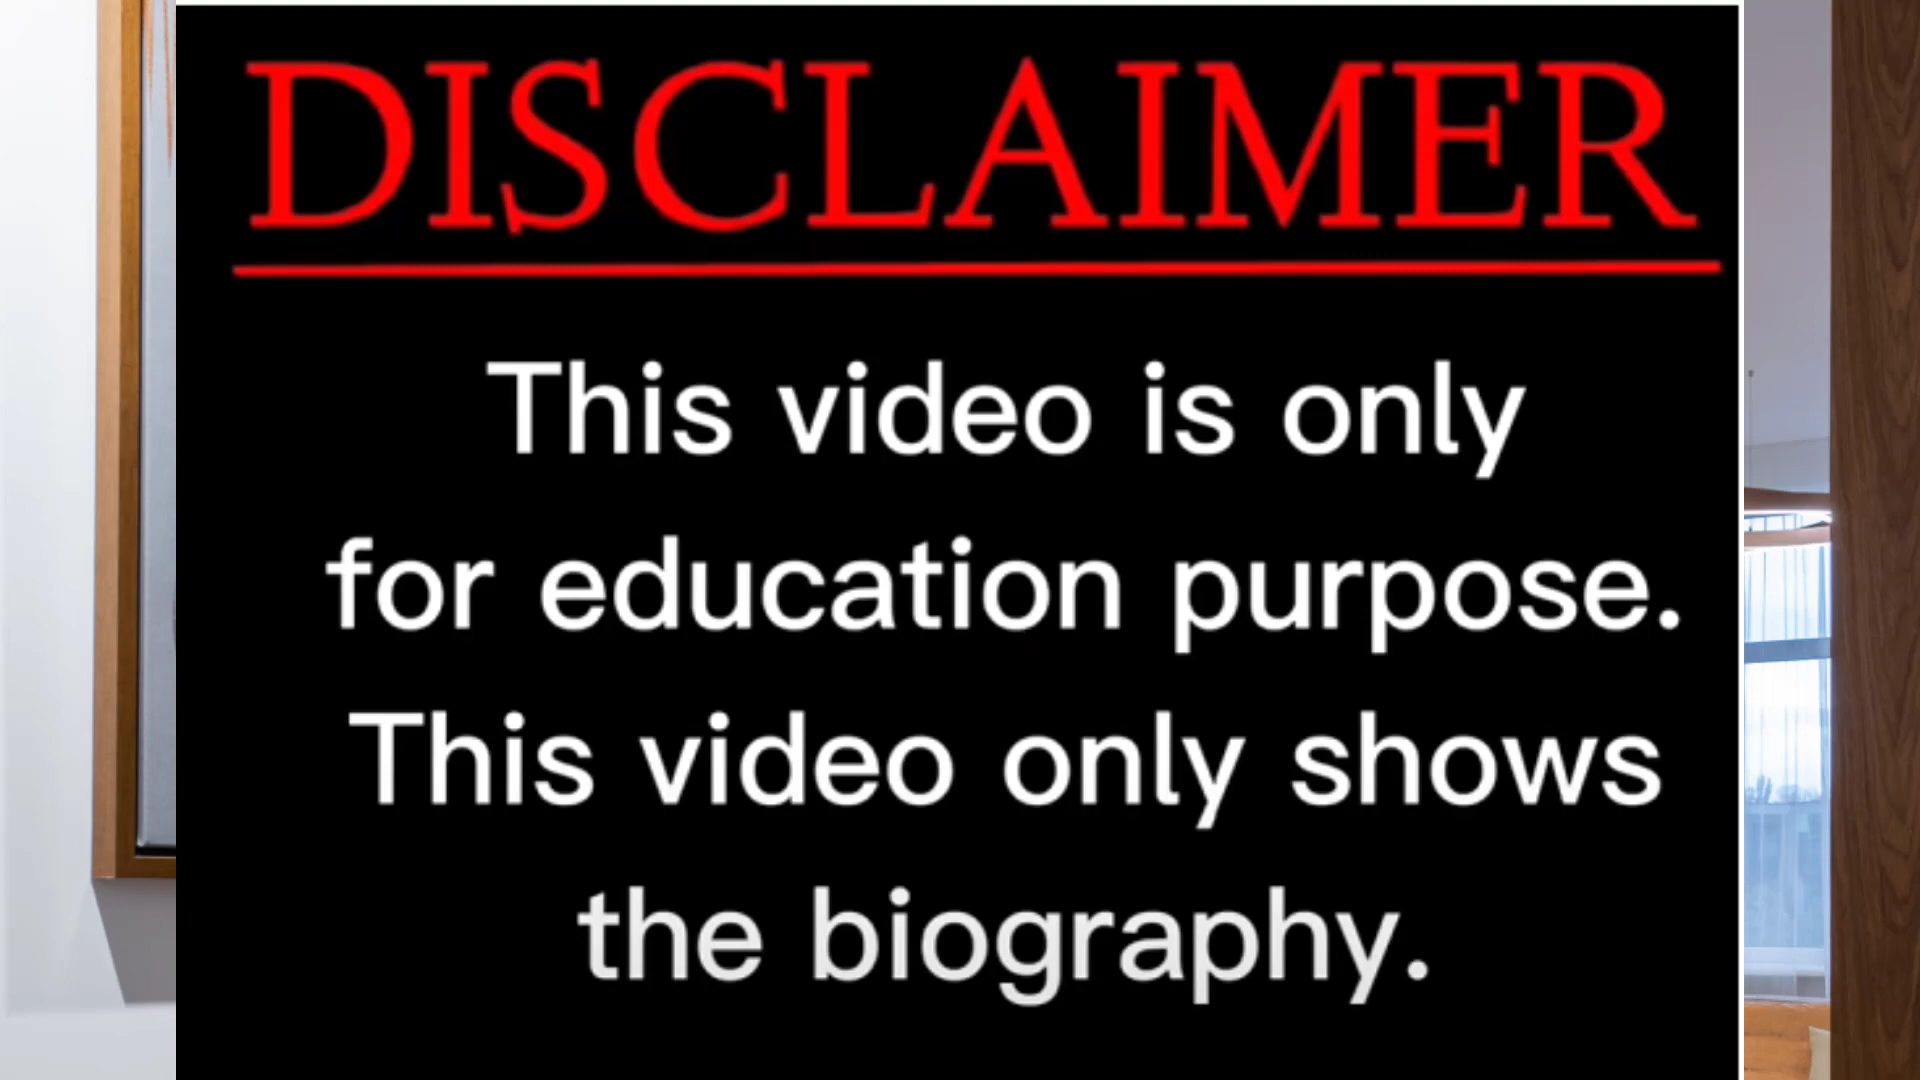 DISCLAIMER
This video is only
for education purpose.
This video only shows
the biography.